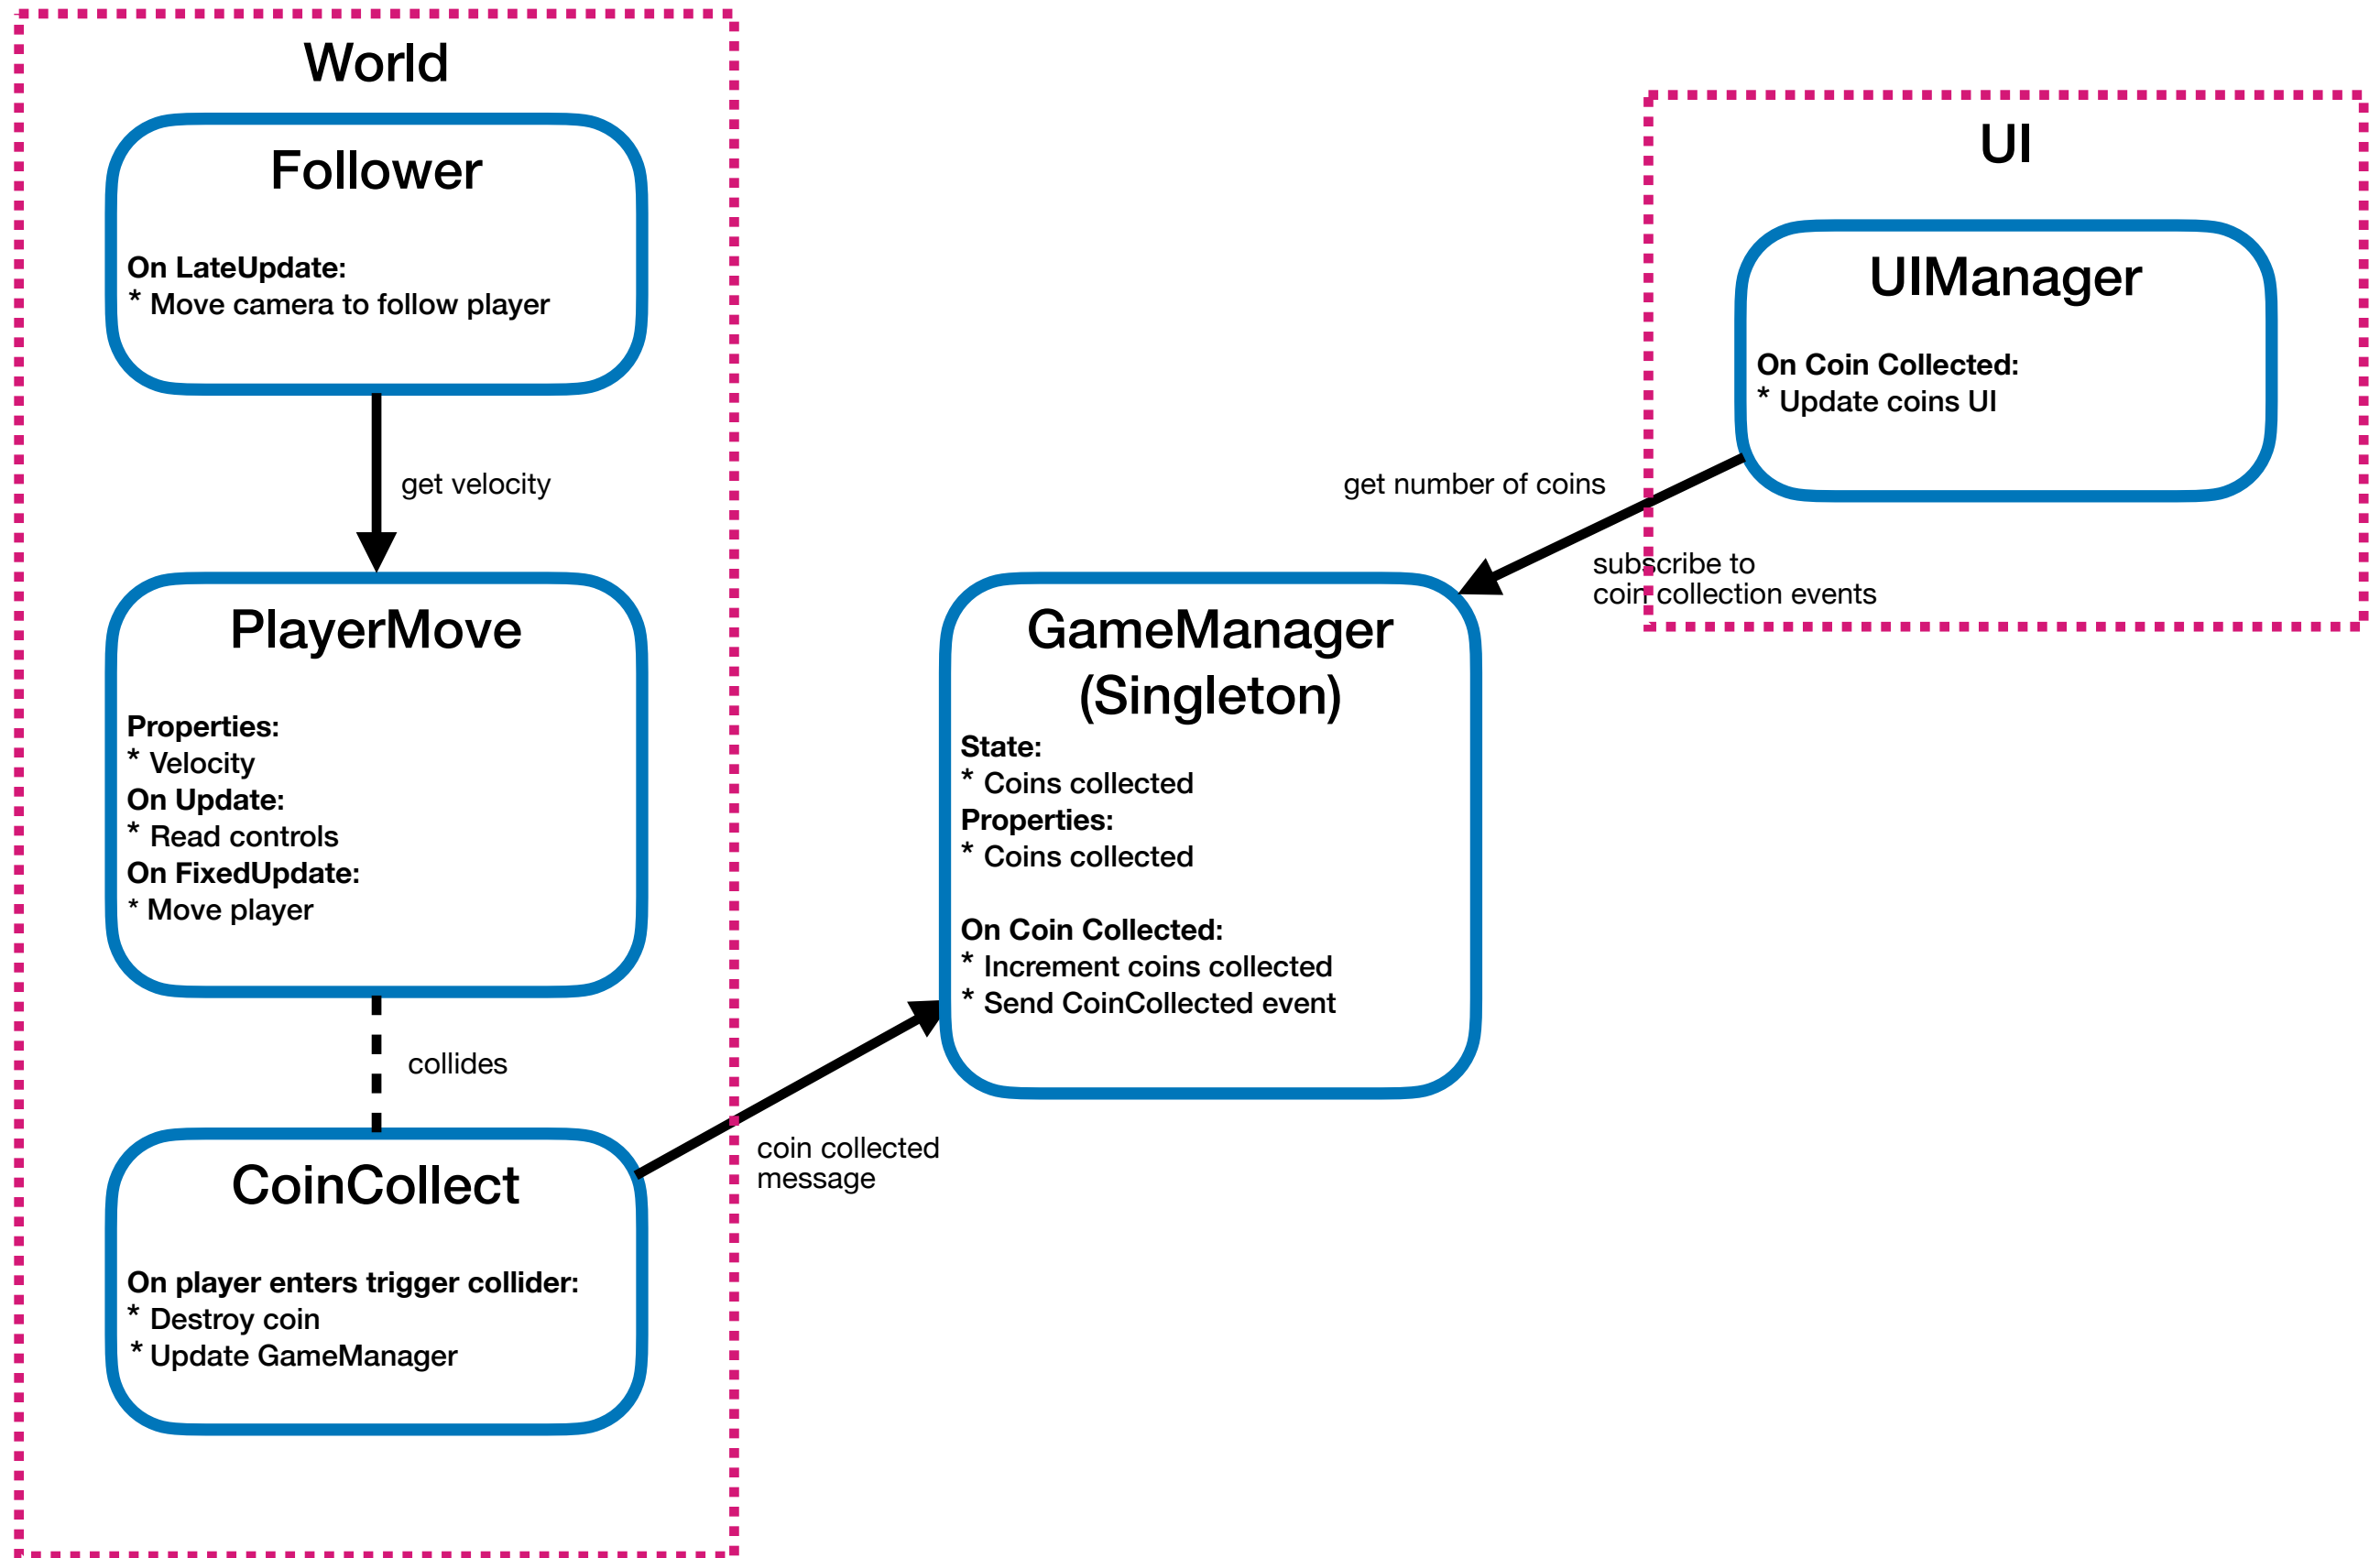 World
Follower
On LateUpdate:
* Move camera to follow player
get velocity
PlayerMove
Properties:
* Velocity
On Update:
* Read controls
On FixedUpdate:
* Move player
collides
CoinCollect
On player enters trigger collider:
* Destroy coin
* Update GameManager
coin collected
message
GameManager
(Singleton)
State:
* Coins collected
Properties:
* Coins collected
On Coin Collected:
* Increment coins collected
* Send CoinCollected event
UI
UIManager
On Coin Collected:
* Update coins UI
get number of coins
subscribe to
coin collection events